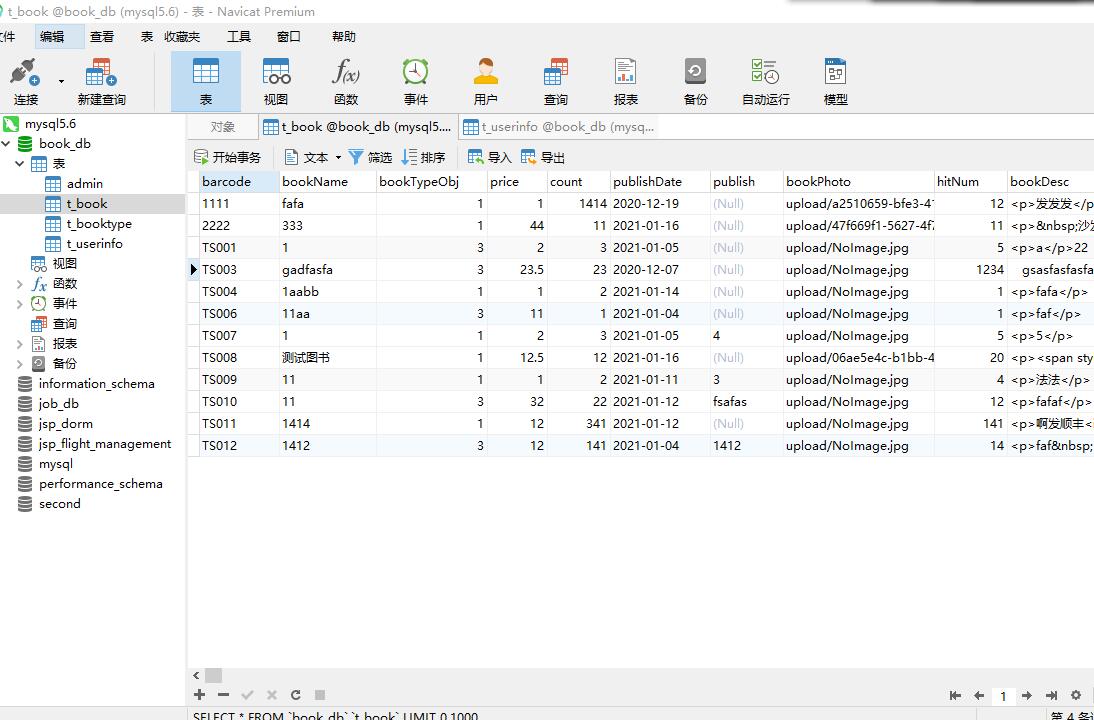 t_book @book_db (mysql5.6) - 表 - Navicat Premium
件 编辑 查看 表 收藏夹 工具 窗口 帮助
连接 新建查询 表 视图 函数 事件 用户 查询 报表 备份 自动运行 模型
mysql5.6
book_db
表
admin
t_book
t_booktype
t_userinfo
视图
函数
事件
查询
报表
备份
information_schema
job_db
jsp_dorm
jsp_flight_management
mysql
performance_schema
second
对象 t_book @book_db (mysql5.... t_userinfo @book_db (mysq...
开始事务 文本 筛选 排序 导入 导出
barcode bookName bookTypeObj price count publishDate publish bookPhoto hitNum bookDesc
1111 fafa 1 1 1414 2020-12-19 (Null) upload/a2510659-bfe3-41 12 <p>发发发</p
2222 333 1 44 11 2021-01-16 (Null) upload/47f669f1-5627-4f7 11 <p>&nbsp;沙发
TS001 1 3 2 3 2021-01-05 (Null) upload/NoImage.jpg 5 <p>a</p>22
TS003 gadfasfa 3 23.5 23 2020-12-07 (Null) upload/NoImage.jpg 1234 gsasfasfasfa
TS004 1aabb 1 1 2 2021-01-14 (Null) upload/NoImage.jpg 1 <p>fafa</p>
TS006 11aa 3 11 1 2021-01-04 (Null) upload/NoImage.jpg 1 <p>faf</p>
TS007 1 1 2 3 2021-01-05 4 upload/NoImage.jpg 5 <p>5</p>
TS008 测试图书 1 12.5 12 2021-01-16 (Null) upload/06ae5e4c-b1bb-4 20 <p><span sty
TS009 11 1 1 2 2021-01-11 3 upload/NoImage.jpg 4 <p>法法</p>
TS010 11 3 32 22 2021-01-12 fsafas upload/NoImage.jpg 12 <p>fafaf</p>
TS011 1414 1 12 341 2021-01-12 (Null) upload/NoImage.jpg 141 <p>啊发顺丰<
TS012 1412 3 12 141 2021-01-04 1412 upload/NoImage.jpg 14 <p>faf&nbsp;
1
SELECT * FROM `book_db`.`t_book` LIMIT 0,1000 第 4 条